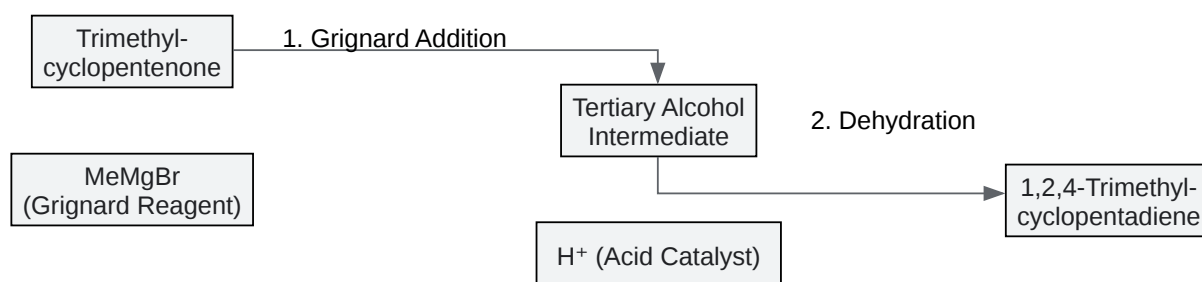 Trimethyl-
cyclopentenone
1. Grignard Addition
Tertiary Alcohol
Intermediate
2. Dehydration
MeMgBr
(Grignard Reagent)
1,2,4-Trimethyl-
cyclopentadiene
H⁺ (Acid Catalyst)